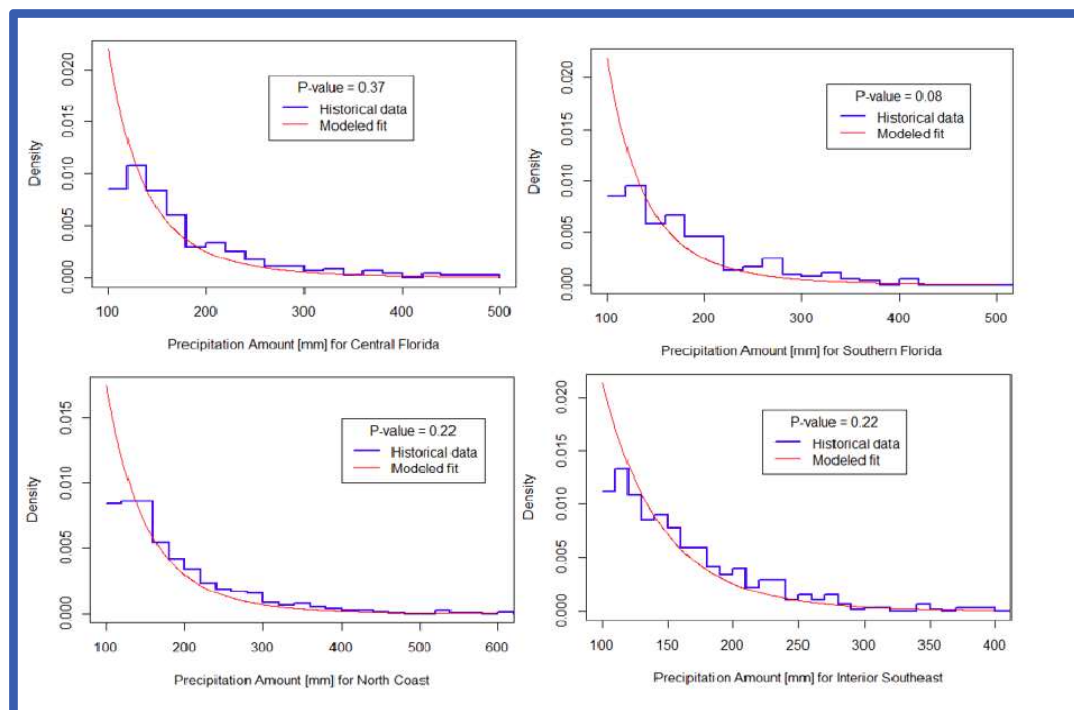 P-value = 0.37
Historical data
Modeled fit
Density
0.000
0.005
0.010
0.015
0.020
100
200
300
400
500
Precipitation Amount [mm] for Central Florida
P-value = 0.08
Historical data
Modeled fit
Density
0.000
0.005
0.010
0.015
0.020
100
200
300
400
500
Precipitation Amount [mm] for Southern Florida
P-value = 0.22
Historical data
Modeled fit
Density
0.000
0.005
0.010
0.015
100
200
300
400
500
600
Precipitation Amount [mm] for North Coast
P-value = 0.22
Historical data
Modeled fit
Density
0.000
0.005
0.010
0.015
0.020
100
150
200
250
300
350
400
Precipitation Amount [mm] for Interior Southeast